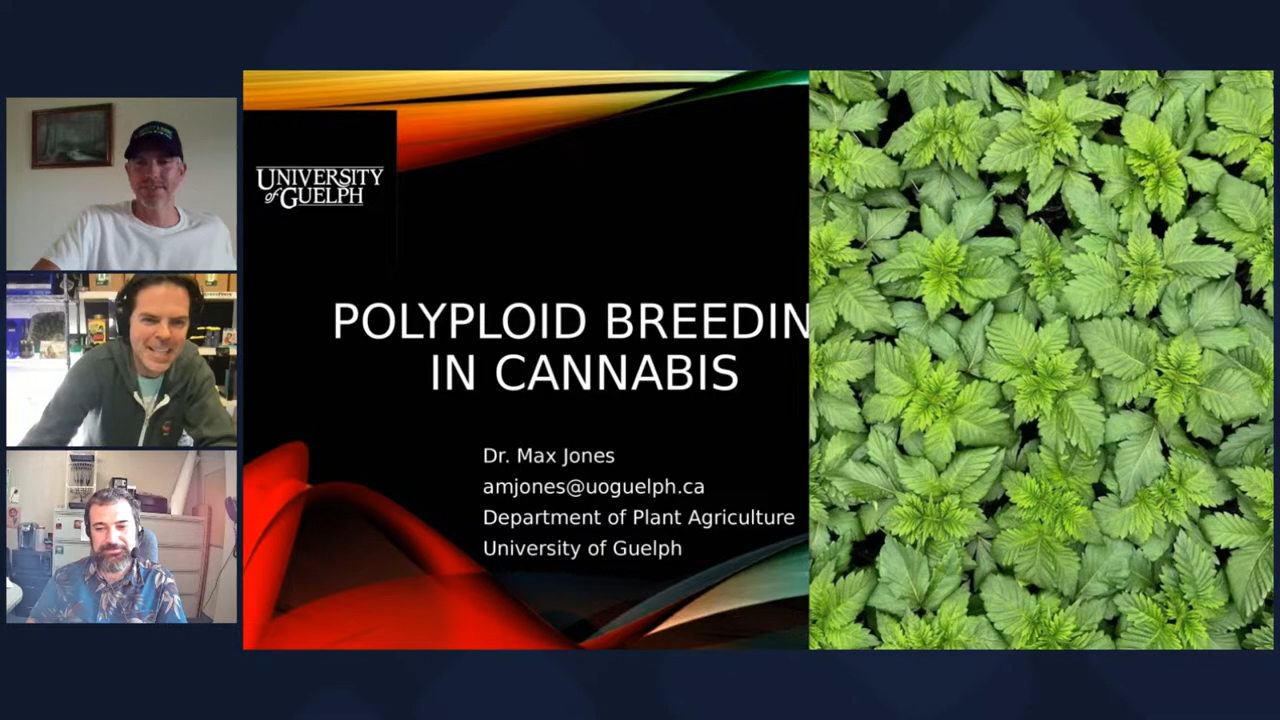 UNIVERSITY
of GUELPH
POLYPLOID BREEDIN
IN CANNABIS
Dr. Max Jones
amjones@uoguelph.ca
Department of Plant Agriculture
University of Guelph